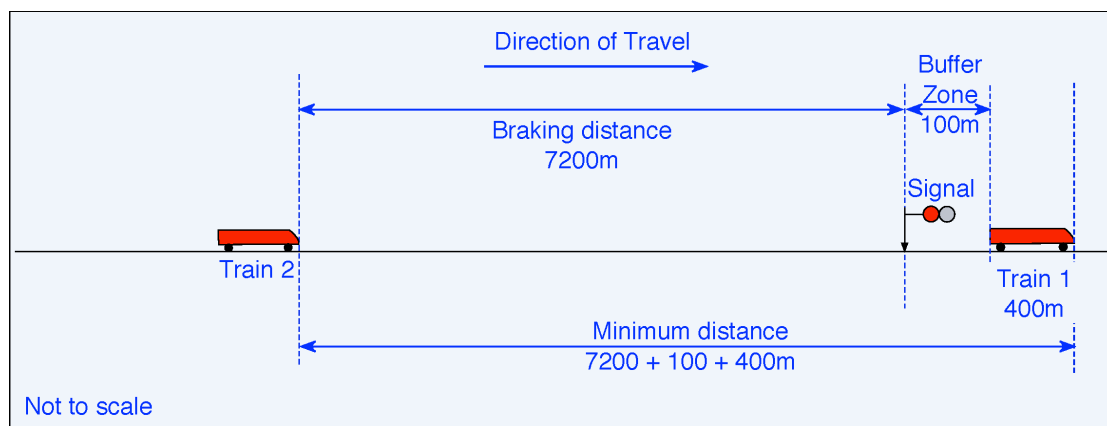 Direction of Travel
Buffer
Zone
100m
Braking distance
7200m
Signal
Train 2
Train 1
400m
Minimum distance
7200 + 100 + 400m
Not to scale